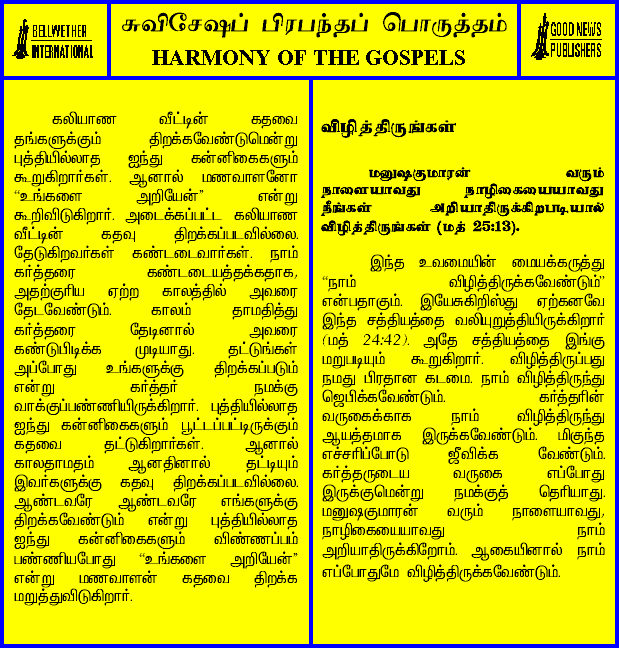 BELLWETHER
INTERNATIONAL
சுவிசேஷப் பிரபந்தப் பொருத்தம்
HARMONY OF THE GOSPELS
GOOD NEWS
PUBLISHERS
கலியாண வீட்டின் கதவை
தங்களுக்கும் திறக்கவேண்டுமென்று
புத்தியில்லாத ஐந்து கன்னிகைகளும்
கூறுகிறார்கள். ஆனால் மணவாளனோ
“உங்களை அறியேன்” என்று
கூறிவிடுகிறார். அடைக்கப்பட்ட கலியாண
வீட்டின் கதவு திறக்கப்படவில்லை.
தேடுகிறவர்கள் கண்டடைவார்கள். நாம்
கர்த்தரை கண்டடையத்தக்கதாக,
அதற்குரிய ஏற்ற காலத்தில் அவரை
தேடவேண்டும். காலம் தாமதித்து
கர்த்தரை தேடினால் அவரை
கண்டுபிடிக்க முடியாது. தட்டுங்கள்
அப்போது உங்களுக்கு திறக்கப்படும்
என்று கர்த்தர் நமக்கு
வாக்குப்பண்ணியிருக்கிறார். புத்தியில்லாத
ஐந்து கன்னிகைகளும் பூட்டப்பட்டிருக்கும்
கதவை தட்டுகிறார்கள். ஆனால்
காலதாமதம் ஆனதினால் தட்டியும்
இவர்களுக்கு கதவு திறக்கப்படவில்லை.
ஆண்டவரே ஆண்டவரே எங்களுக்கு
திறக்கவேண்டும் என்று புத்தியில்லாத
ஐந்து கன்னிகைகளும் விண்ணப்பம்
பண்ணியபோது “உங்களை அறியேன்”
என்று மணவாளன் கதவை திறக்க
மறுத்துவிடுகிறார்.
விழித்திருங்கள்
மனுஷகுமாரன் வரும்
நாளையாவது நாழிகையையாவது
நீங்கள் அறியாதிருக்கிறபடியால்
விழித்திருங்கள் (மத் 25:13).
இந்த உவமையின் மையக்கருத்து
“நாம் விழித்திருக்கவேண்டும்”
என்பதாகும். இயேசுகிறிஸ்து ஏற்கனவே
இந்த சத்தியத்தை வலியுறுத்தியிருக்கிறார்
(மத் 24:42). அதே சத்தியத்தை இங்கு
மறுபடியும் கூறுகிறார். விழித்திருப்பது
நமது பிரதான கடமை. நாம் விழித்திருந்து
ஜெபிக்கவேண்டும். கர்த்தரின்
வருகைக்காக நாம் விழித்திருந்து
ஆயத்தமாக இருக்கவேண்டும். மிகுந்த
எச்சரிப்போடு ஜீவிக்க வேண்டும்.
கர்த்தருடைய வருகை எப்போது
இருக்குமென்று நமக்குத் தெரியாது.
மனுஷகுமாரன் வரும் நாளையாவது,
நாழிகையையாவது நாம்
அறியாதிருக்கிறோம். ஆகையினால் நாம்
எப்போதுமே விழித்திருக்கவேண்டும்.